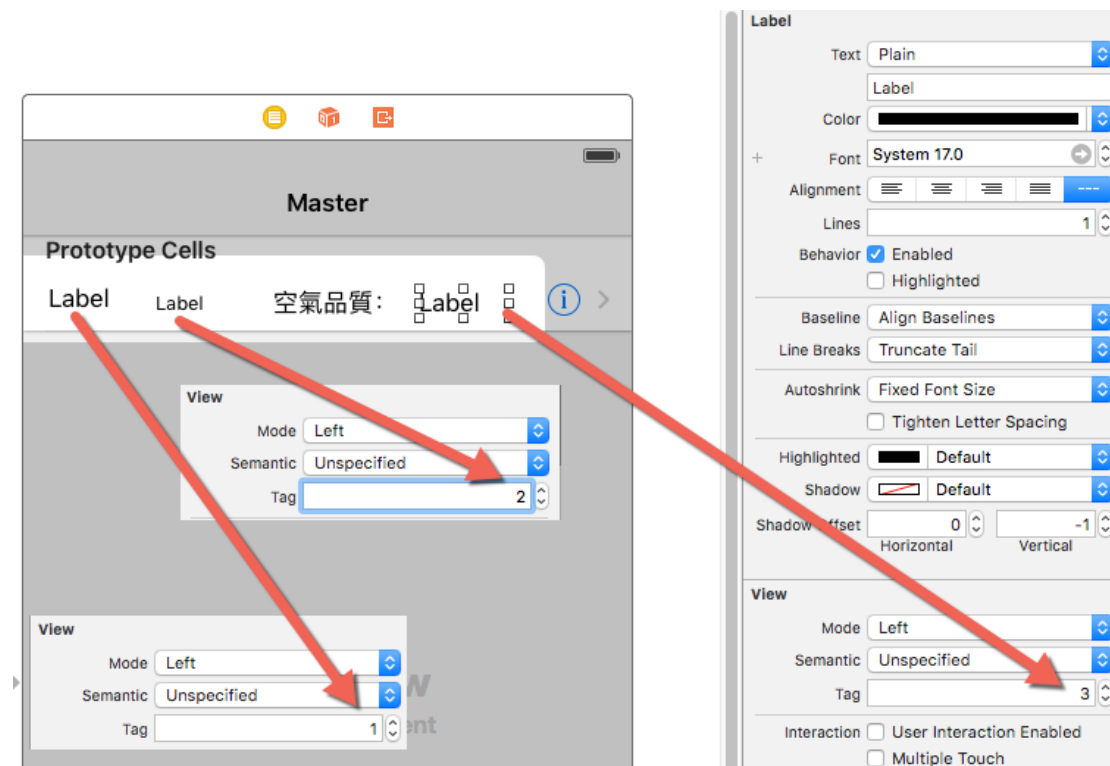 Master
Prototype Cells
Label Label 空氣品質： Label
View
Mode Left
Semantic Unspecified
Tag 2
View
Mode Left
Semantic Unspecified
Tag 1
Label
Text Plain
Label
Color
Font System 17.0
Alignment
Lines 1
Behavior Enabled
Highlighted
Baseline Align Baselines
Line Breaks Truncate Tail
Autoshrink Fixed Font Size
Tighten Letter Spacing
Highlighted Default
Shadow Default
Shadow 0 -1
Horizontal Vertical
View
Mode Left
Semantic Unspecified
Tag 3
Interaction User Interaction Enabled
Multiple Touch